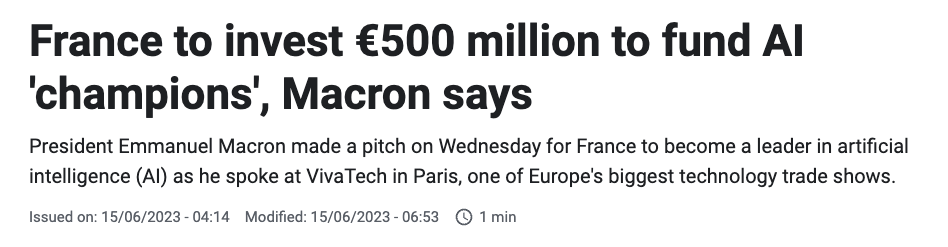 France to invest €500 million to fund AI
'champions', Macron says
President Emmanuel Macron made a pitch on Wednesday for France to become a leader in artificial
intelligence (AI) as he spoke at VivaTech in Paris, one of Europe's biggest technology trade shows.
Issued on: 15/06/2023 - 04:14 Modified: 15/06/2023 - 06:53 1 min